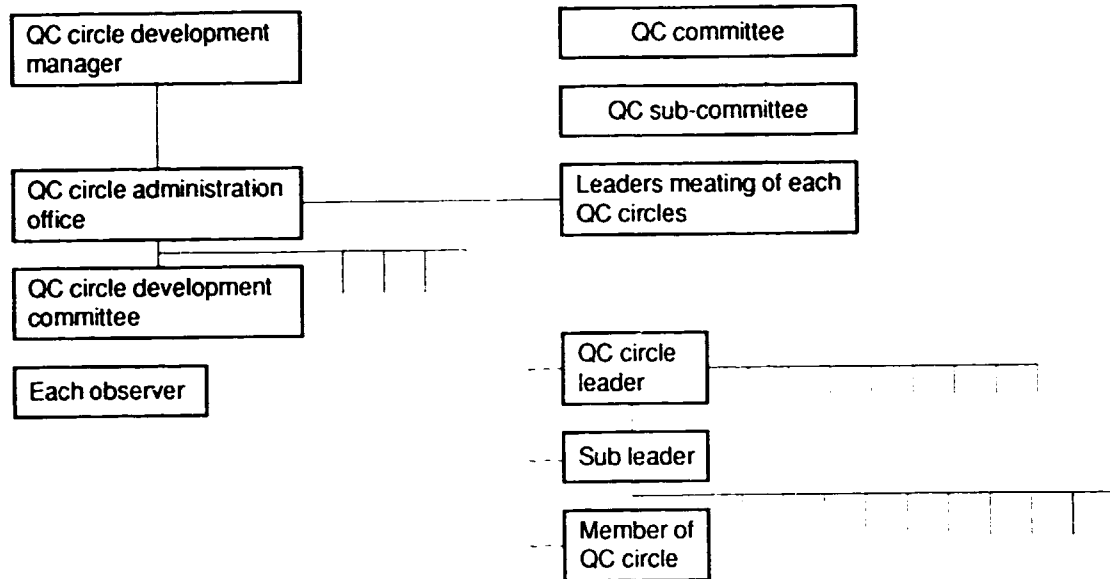 QC circle development
manager
QC committee
QC sub-committee
QC circle administration
office
Leaders meating of each
QC circles
QC circle development
committee
Each observer
QC circle
leader
Sub leader
Member of
QC circle